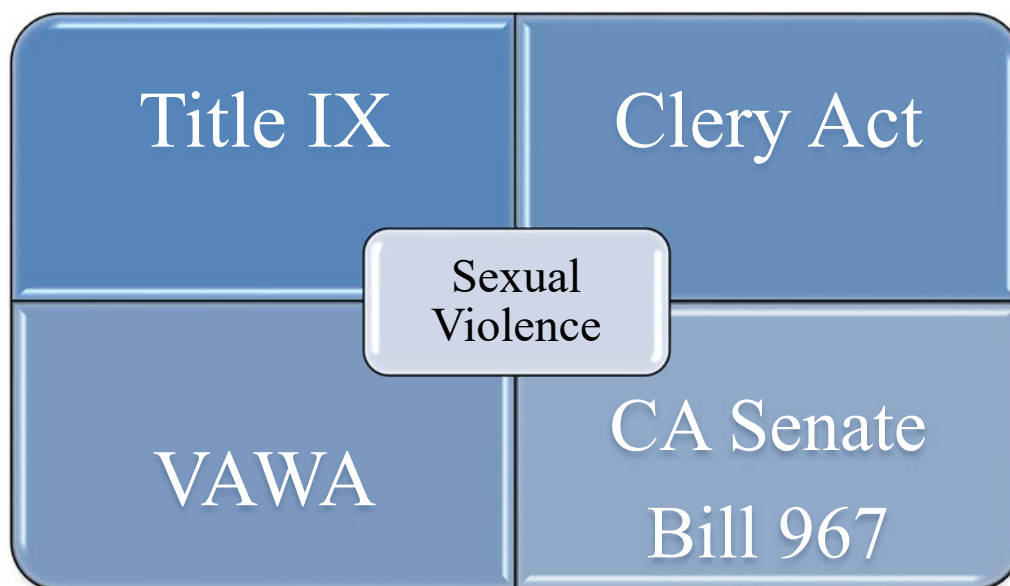 Title IX
Clery Act
Sexual
Violence
VAWA
CA Senate
Bill 967